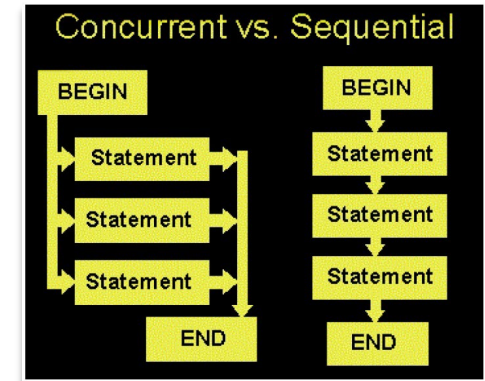 Concurrent vs. Sequential
BEGIN
Statement
Statement
Statement
END
BEGIN
Statement
Statement
Statement
END